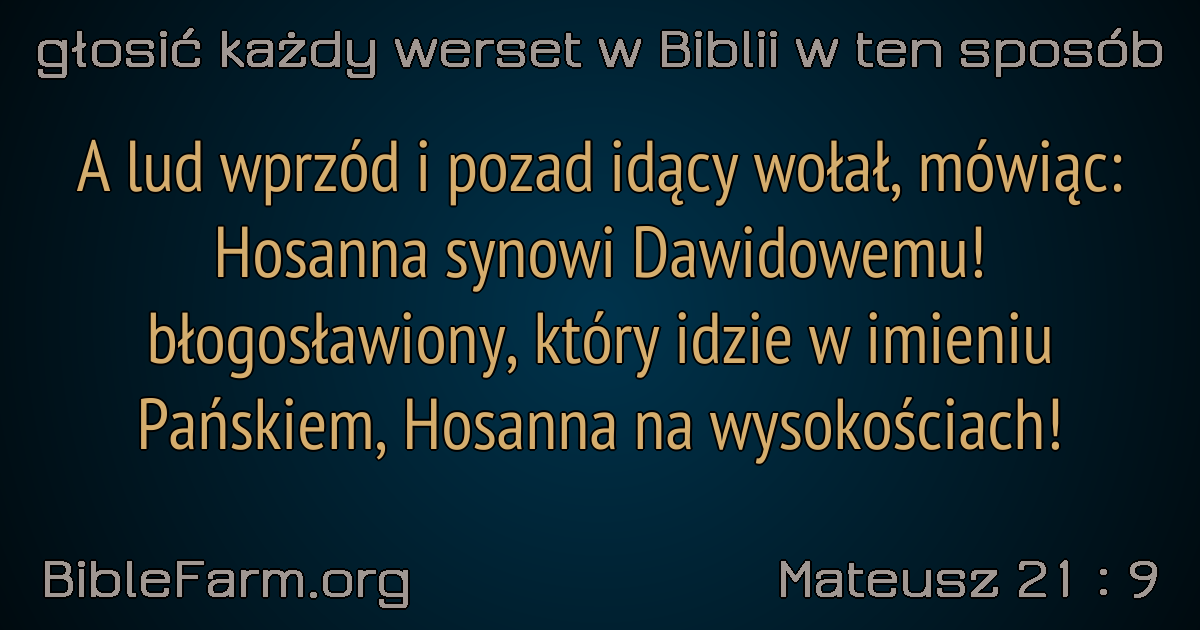 głosić każdy werset w Biblii w ten sposób
A lud wprzód i pozad idący wołał, mówiąc:
Hosanna synowi Dawidowemu!
błogosławiony, który idzie w imieniu
Pańskiem, Hosanna na wysokościach!
BibleFarm.org
Mateusz 21 : 9